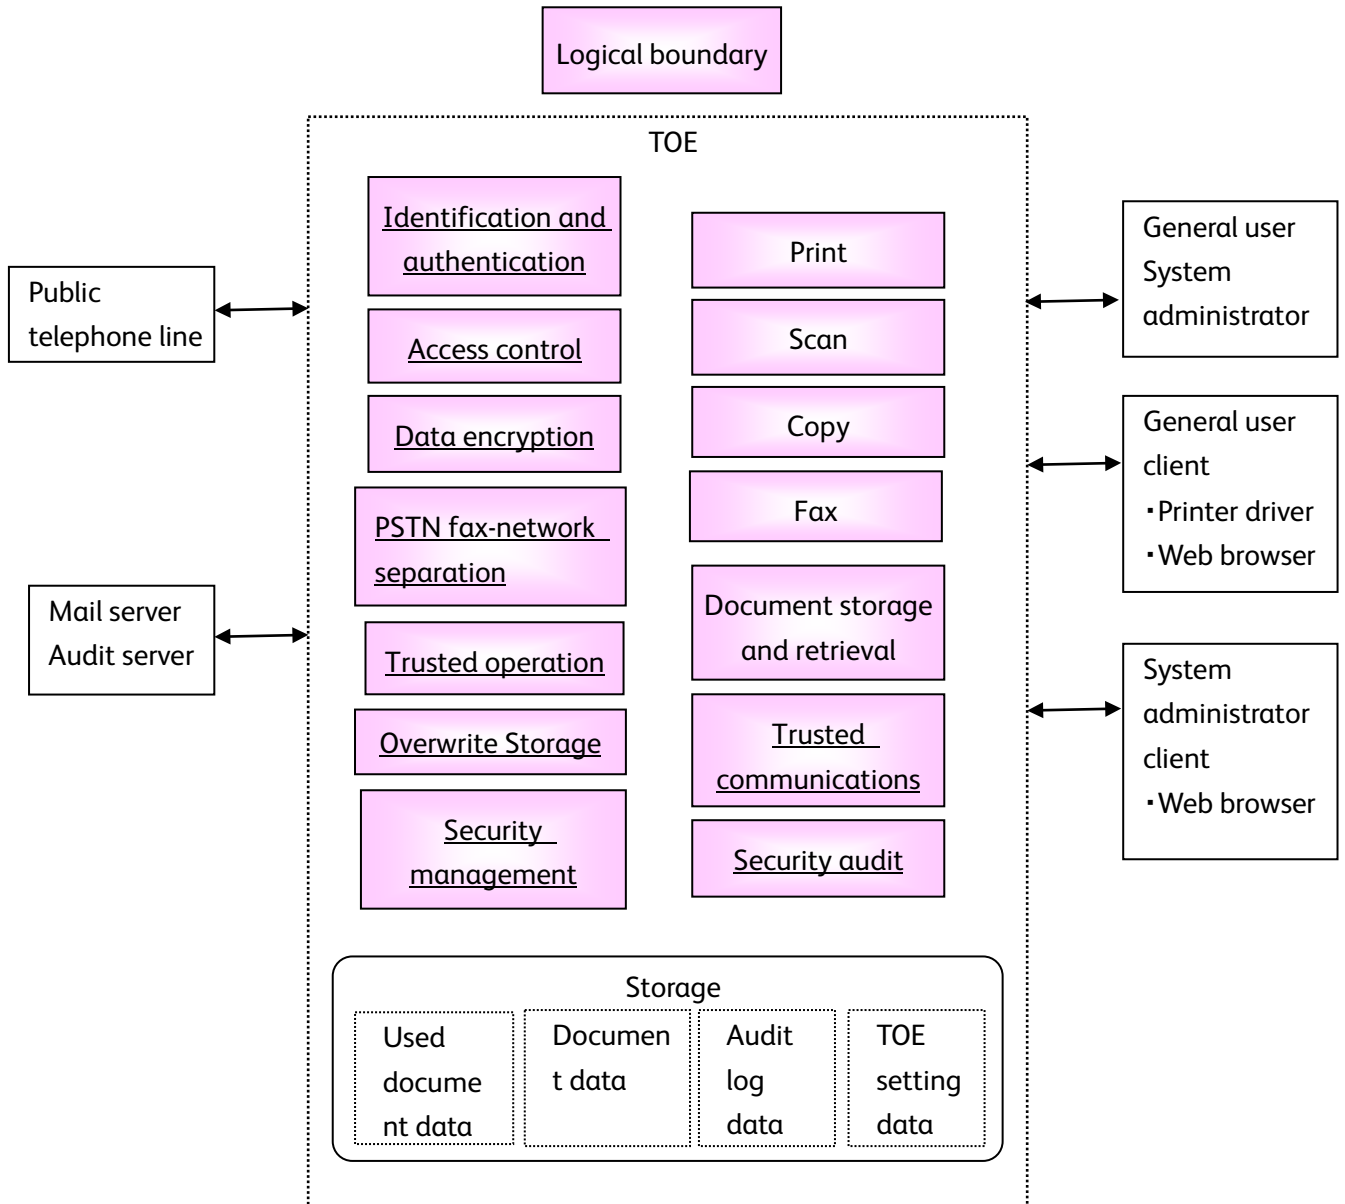 Logical boundary
TOE
Identification and
authentication
Access control
Data encryption
PSTN fax-network
separation
Trusted operation
Overwrite Storage
Security
management
Print
Scan
Copy
Fax
Document storage
and retrieval
Trusted
communications
Security audit
Public
telephone line
Mail server
Audit server
General user
System
administrator
General user
client
・Printer driver
・Web browser
System
administrator
client
・Web browser
Storage
Used
docume
nt data
Documen
t data
Audit
log
data
TOE
setting
data